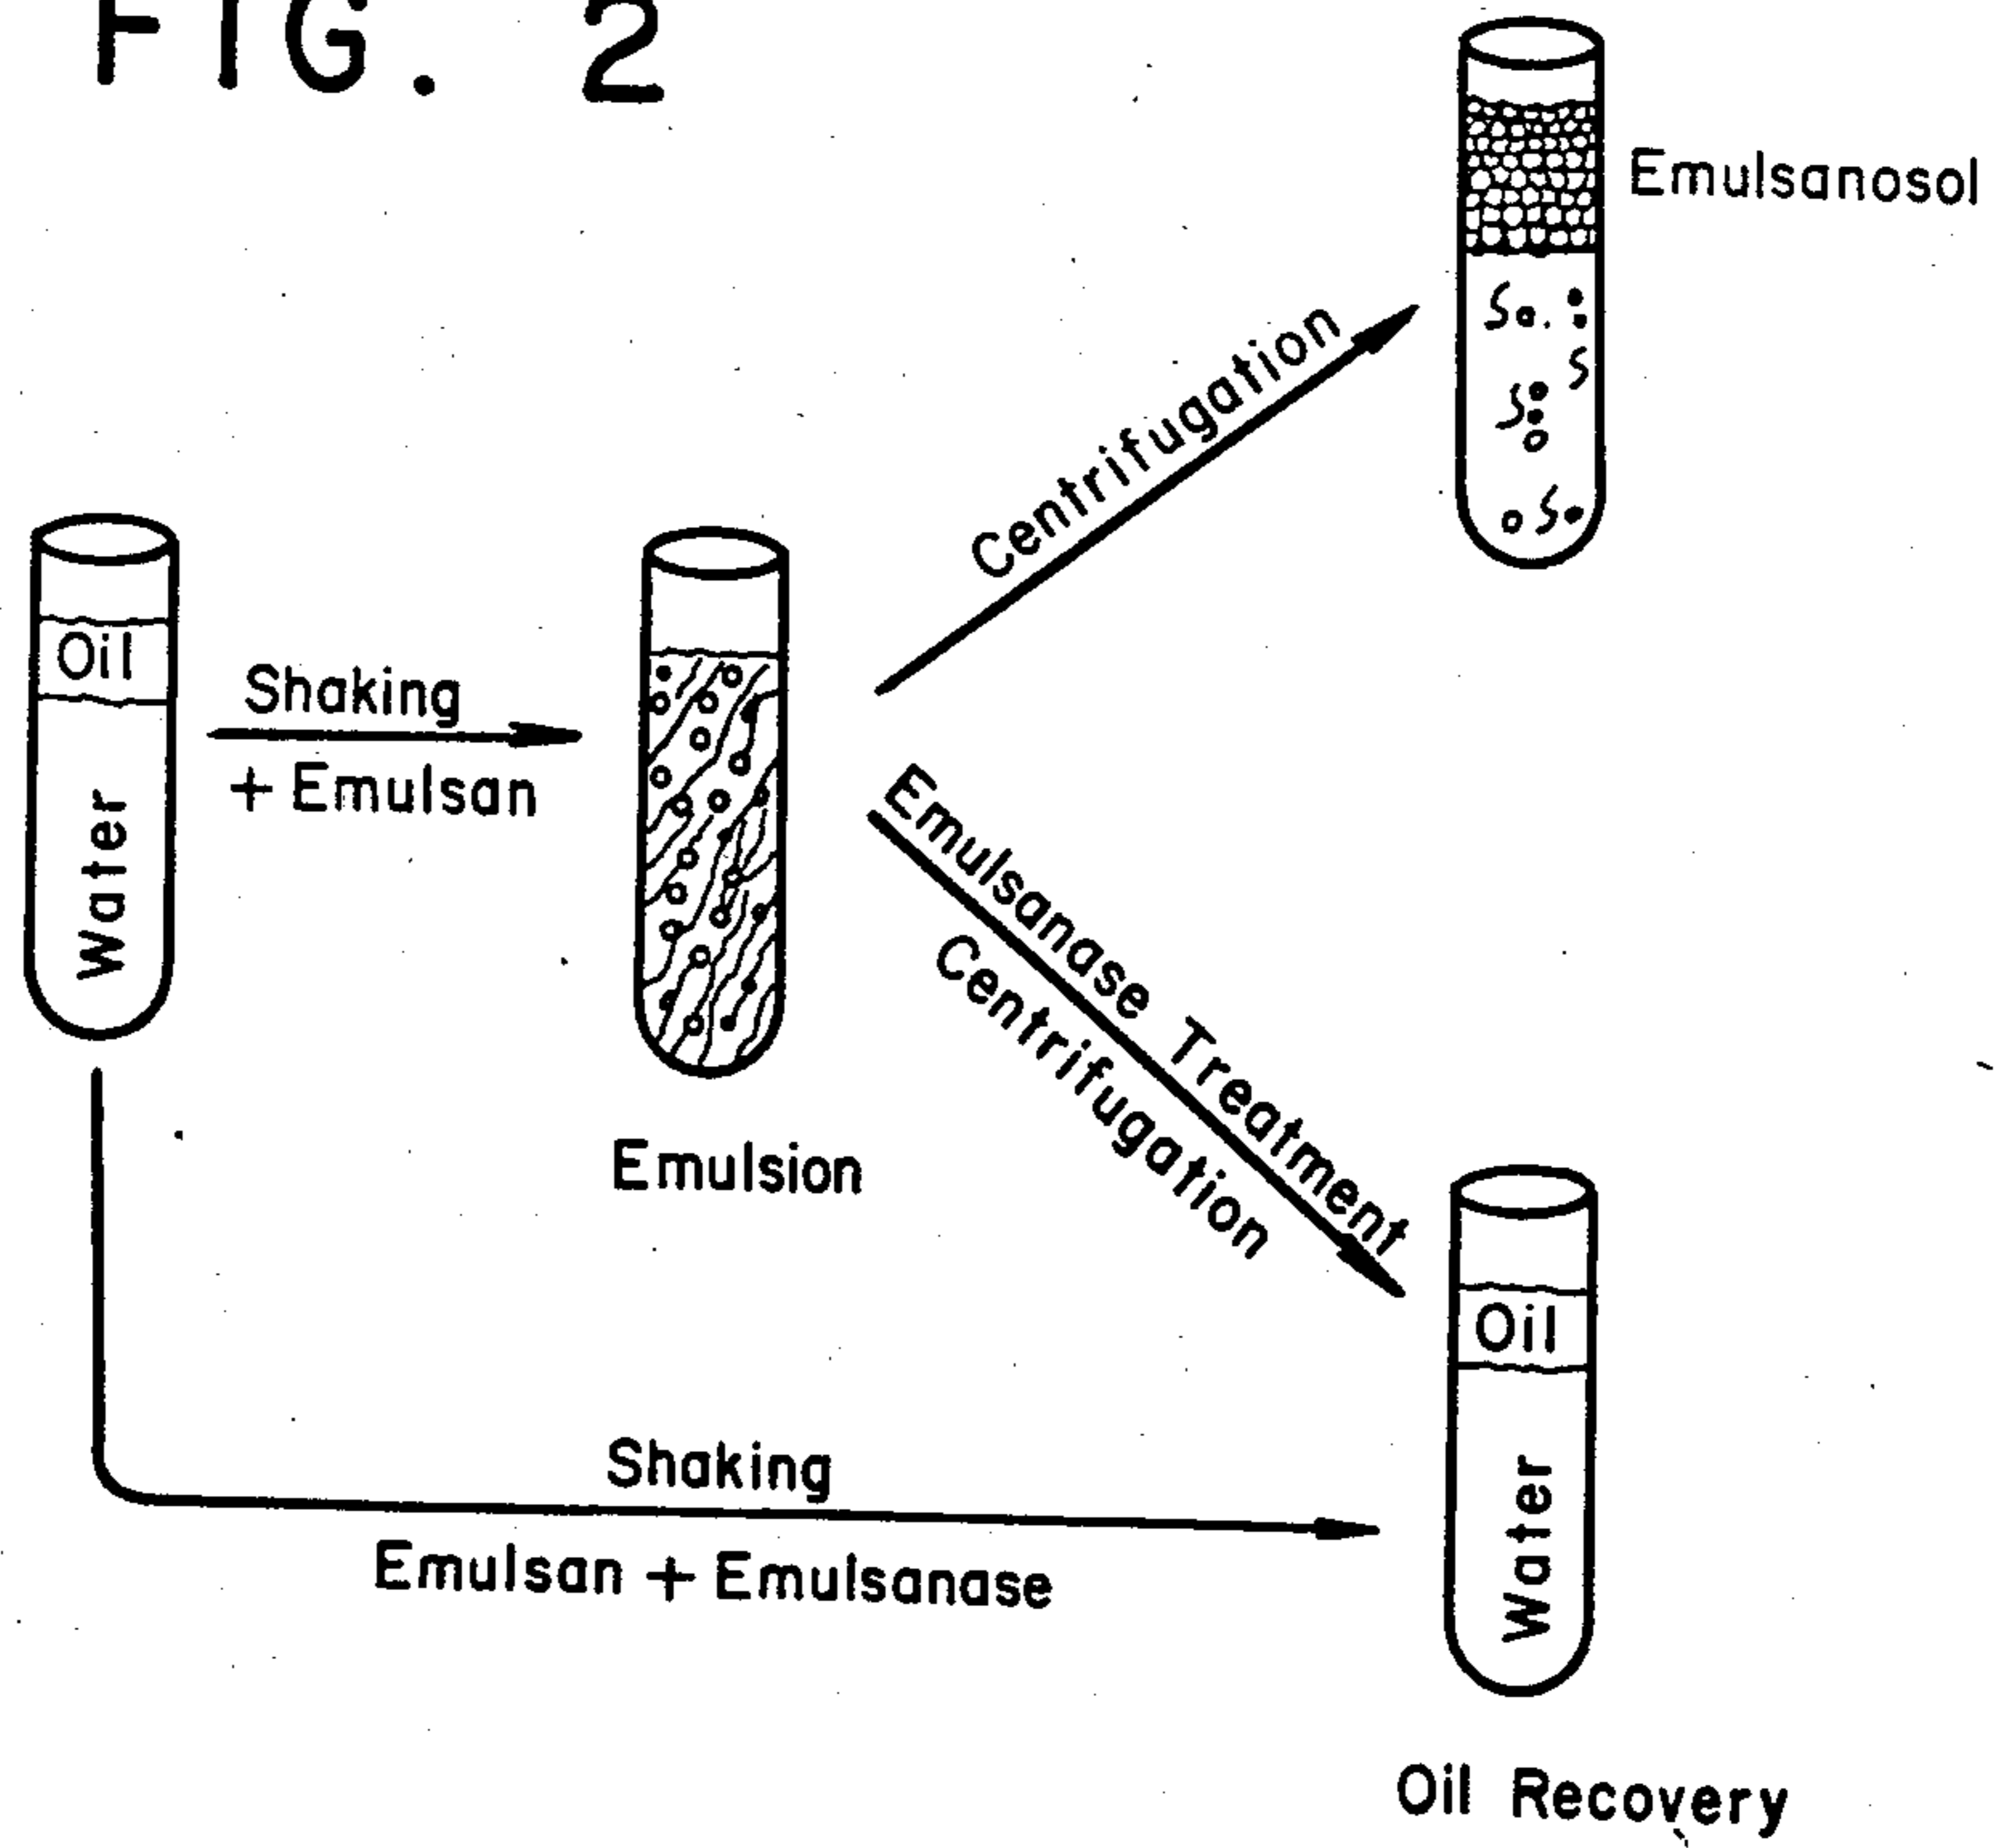 FIG. 2
Emulsanosol
Centrifugation
Oil
Water
Shaking
+ Emulsan
Emulsion
Emulsanase Treatment
Centrifugation
Oil
Water
Shaking
Emulsan + Emulsanase
Oil Recovery